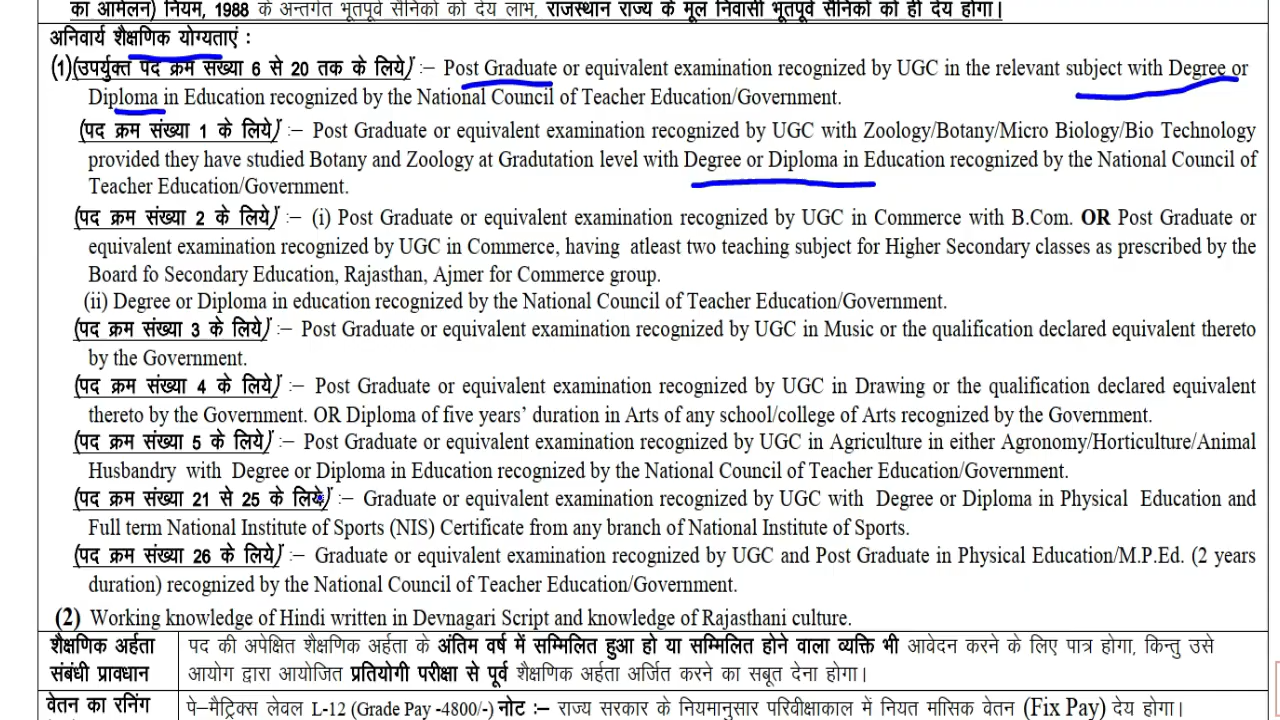 का आमेलन) नियम, 1988 के अन्तर्गत भूतपूर्व सैनिकों को देय लाभ, राजस्थान राज्य के मूल निवासी भूतपूर्व सैनिकों को ही देय होगा।
अनिवार्य शैक्षणिक योग्यताएं :
(1)(उपर्युक्त पद क्रम संख्या 6 से 20 तक के लिये) :– Post Graduate or equivalent examination recognized by UGC in the relevant subject with Degree or
Diploma in Education recognized by the National Council of Teacher Education/Government.
(पद क्रम संख्या 1 के लिये) :– Post Graduate or equivalent examination recognized by UGC with Zoology/Botany/Micro Biology/Bio Technology
provided they have studied Botany and Zoology at Gradutation level with Degree or Diploma in Education recognized by the National Council of
Teacher Education/Government.
(पद क्रम संख्या 2 के लिये) :– (i) Post Graduate or equivalent examination recognized by UGC in Commerce with B.Com. OR Post Graduate or
equivalent examination recognized by UGC in Commerce, having atleast two teaching subject for Higher Secondary classes as prescribed by the
Board fo Secondary Education, Rajasthan, Ajmer for Commerce group.
(ii) Degree or Diploma in education recognized by the National Council of Teacher Education/Government.
(पद क्रम संख्या 3 के लिये) :– Post Graduate or equivalent examination recognized by UGC in Music or the qualification declared equivalent thereto
by the Government.
(पद क्रम संख्या 4 के लिये) :– Post Graduate or equivalent examination recognized by UGC in Drawing or the qualification declared equivalent
thereto by the Government. OR Diploma of five years’ duration in Arts of any school/college of Arts recognized by the Government.
(पद क्रम संख्या 5 के लिये) :– Post Graduate or equivalent examination recognized by UGC in Agriculture in either Agronomy/Horticulture/Animal
Husbandry with Degree or Diploma in Education recognized by the National Council of Teacher Education/Government.
(पद क्रम संख्या 21 से 25 के लिये) :– Graduate or equivalent examination recognized by UGC with Degree or Diploma in Physical Education and
Full term National Institute of Sports (NIS) Certificate from any branch of National Institute of Sports.
(पद क्रम संख्या 26 के लिये) :– Graduate or equivalent examination recognized by UGC and Post Graduate in Physical Education/M.P.Ed. (2 years
duration) recognized by the National Council of Teacher Education/Government.
(2) Working knowledge of Hindi written in Devnagari Script and knowledge of Rajasthani culture.
शैक्षणिक अर्हता पद की अपेक्षित शैक्षणिक अर्हता के अंतिम वर्ष में सम्मिलित हुआ हो या सम्मिलित होने वाला व्यक्ति भी आवेदन करने के लिए पात्र होगा, किन्तु उसे
संबंधी प्रावधान आयोग द्वारा आयोजित प्रतियोगी परीक्षा से पूर्व शैक्षणिक अर्हता अर्जित करने का सबूत देना होगा।
वेतन का रनिंग पे–मैट्रिक्स लेवल L-12 (Grade Pay -4800/-) नोट :– राज्य सरकार के नियमानुसार परिवीक्षाकाल में नियत मासिक वेतन (Fix Pay) देय होगा।